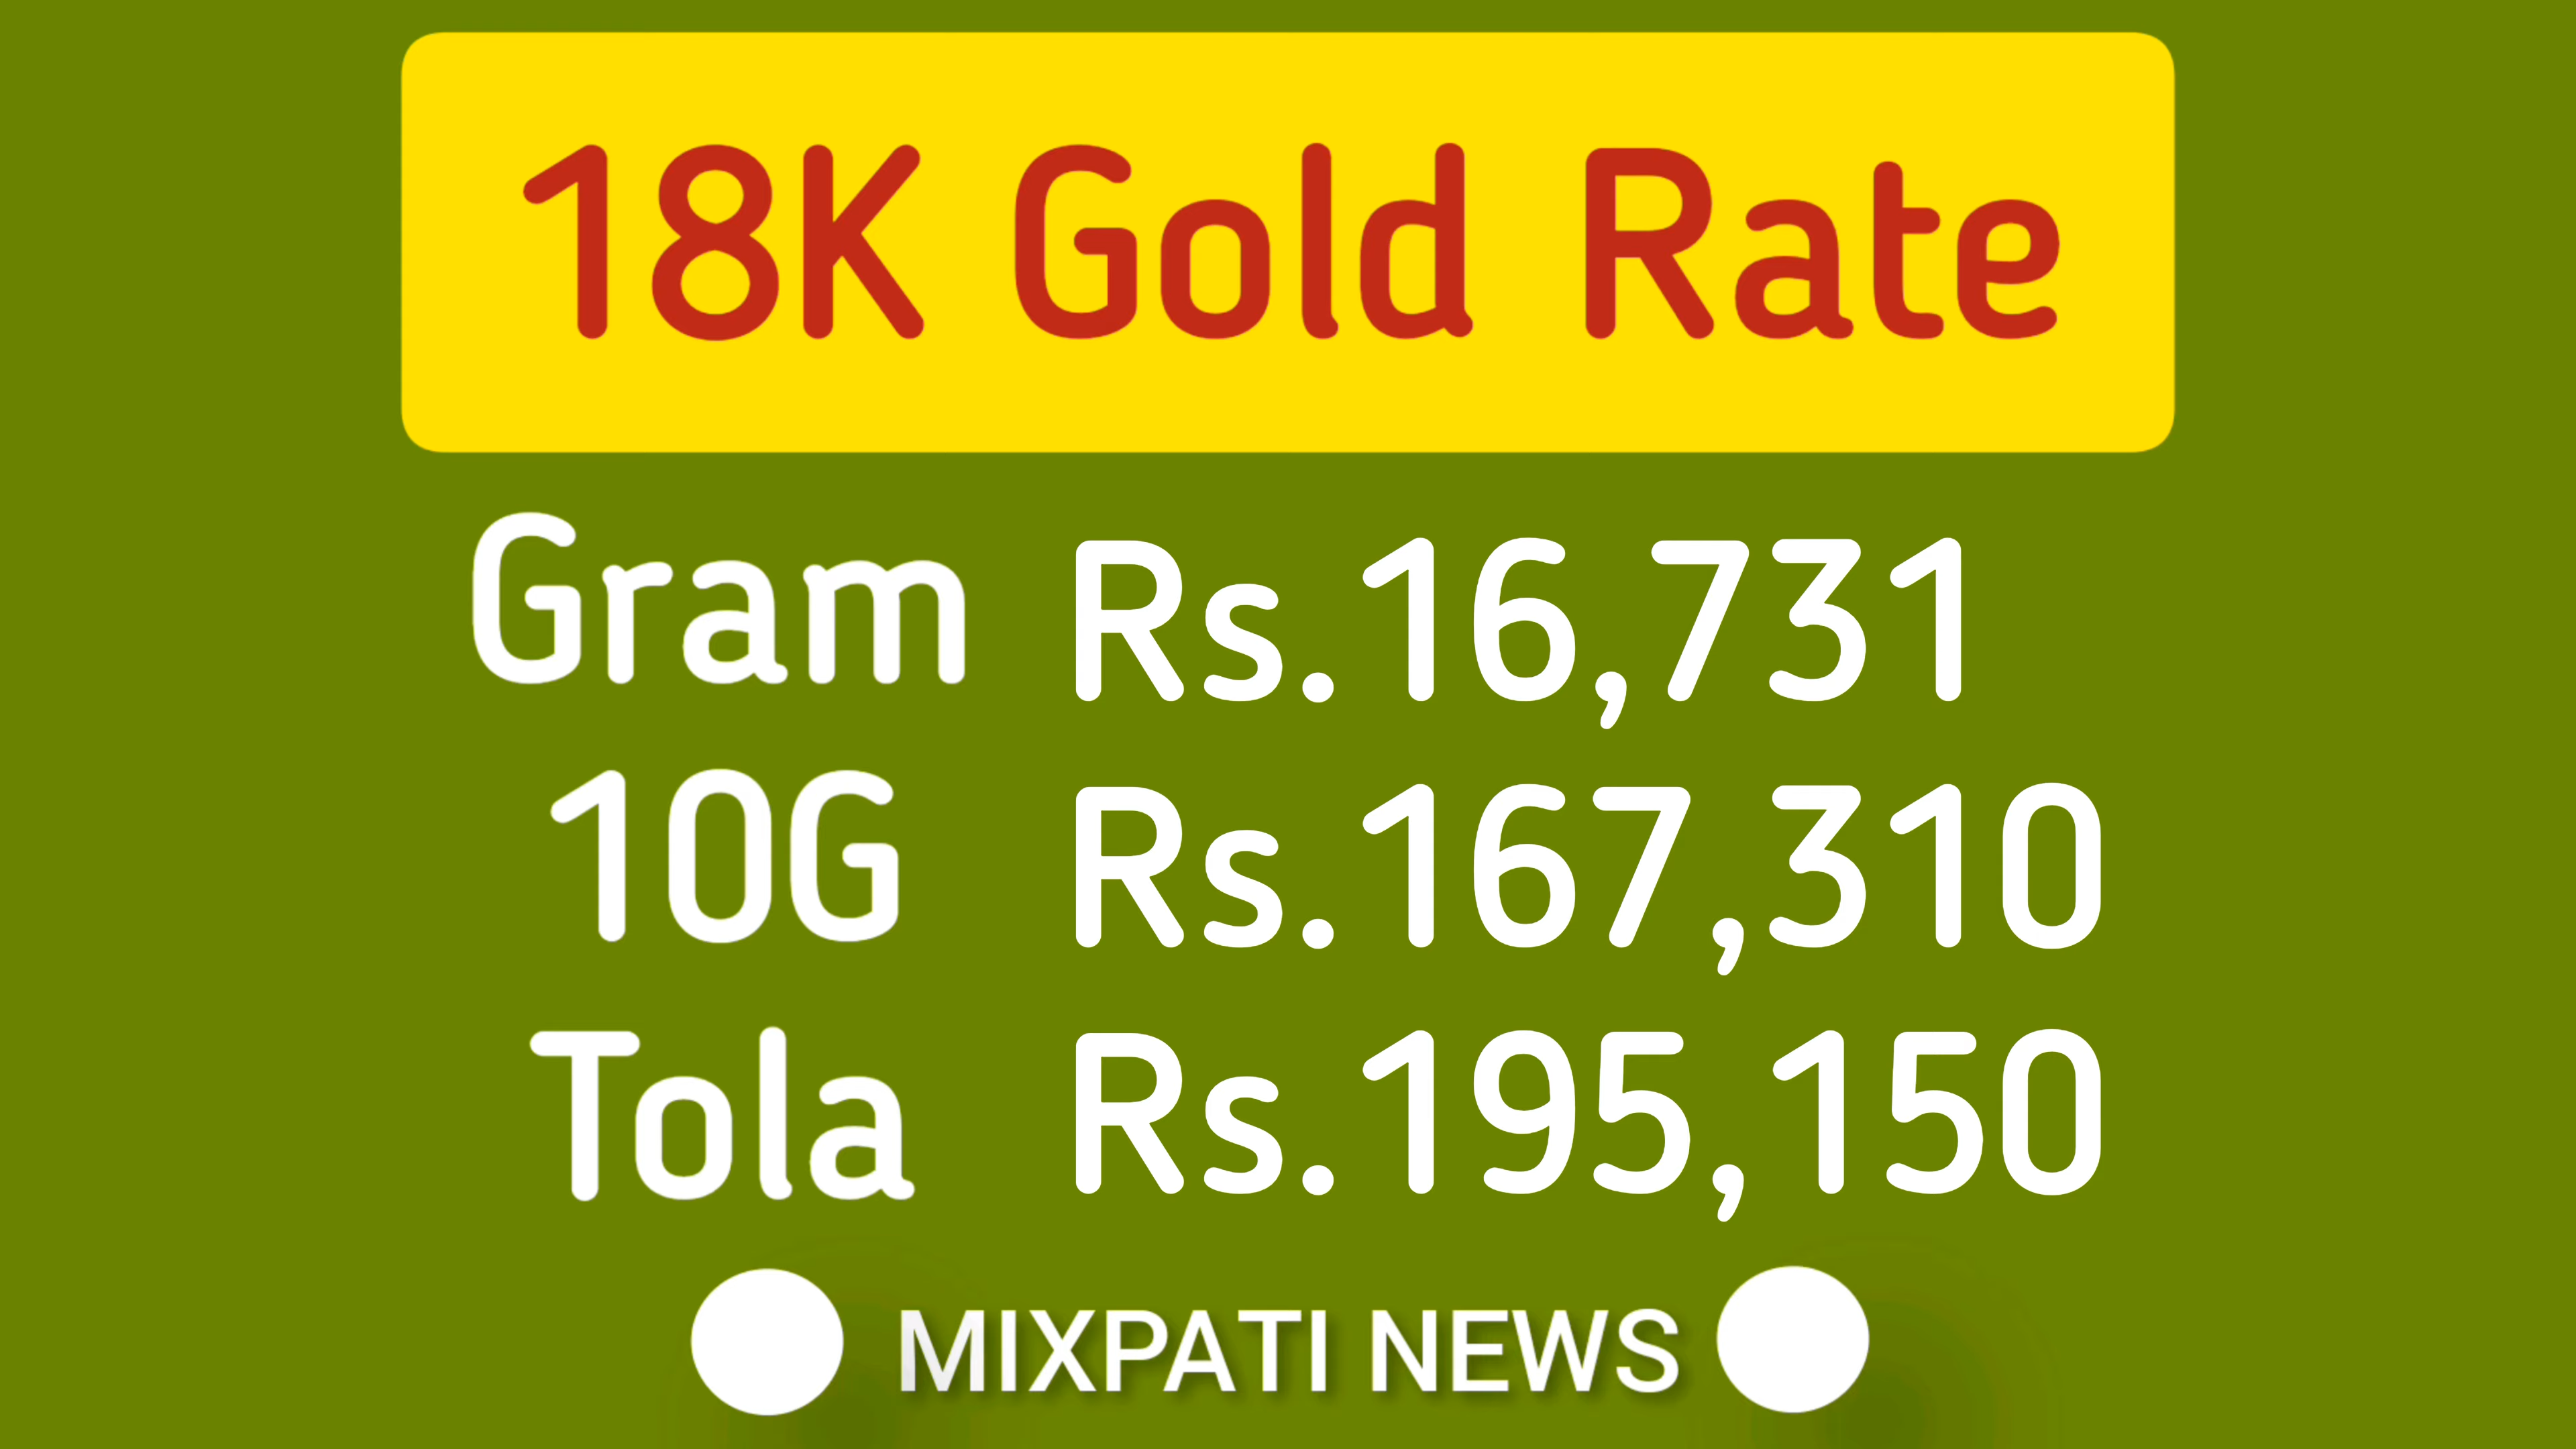 18K Gold Rate
Gram Rs.16,731
10G Rs.167,310
Tola Rs.195,150
MIXPATI NEWS